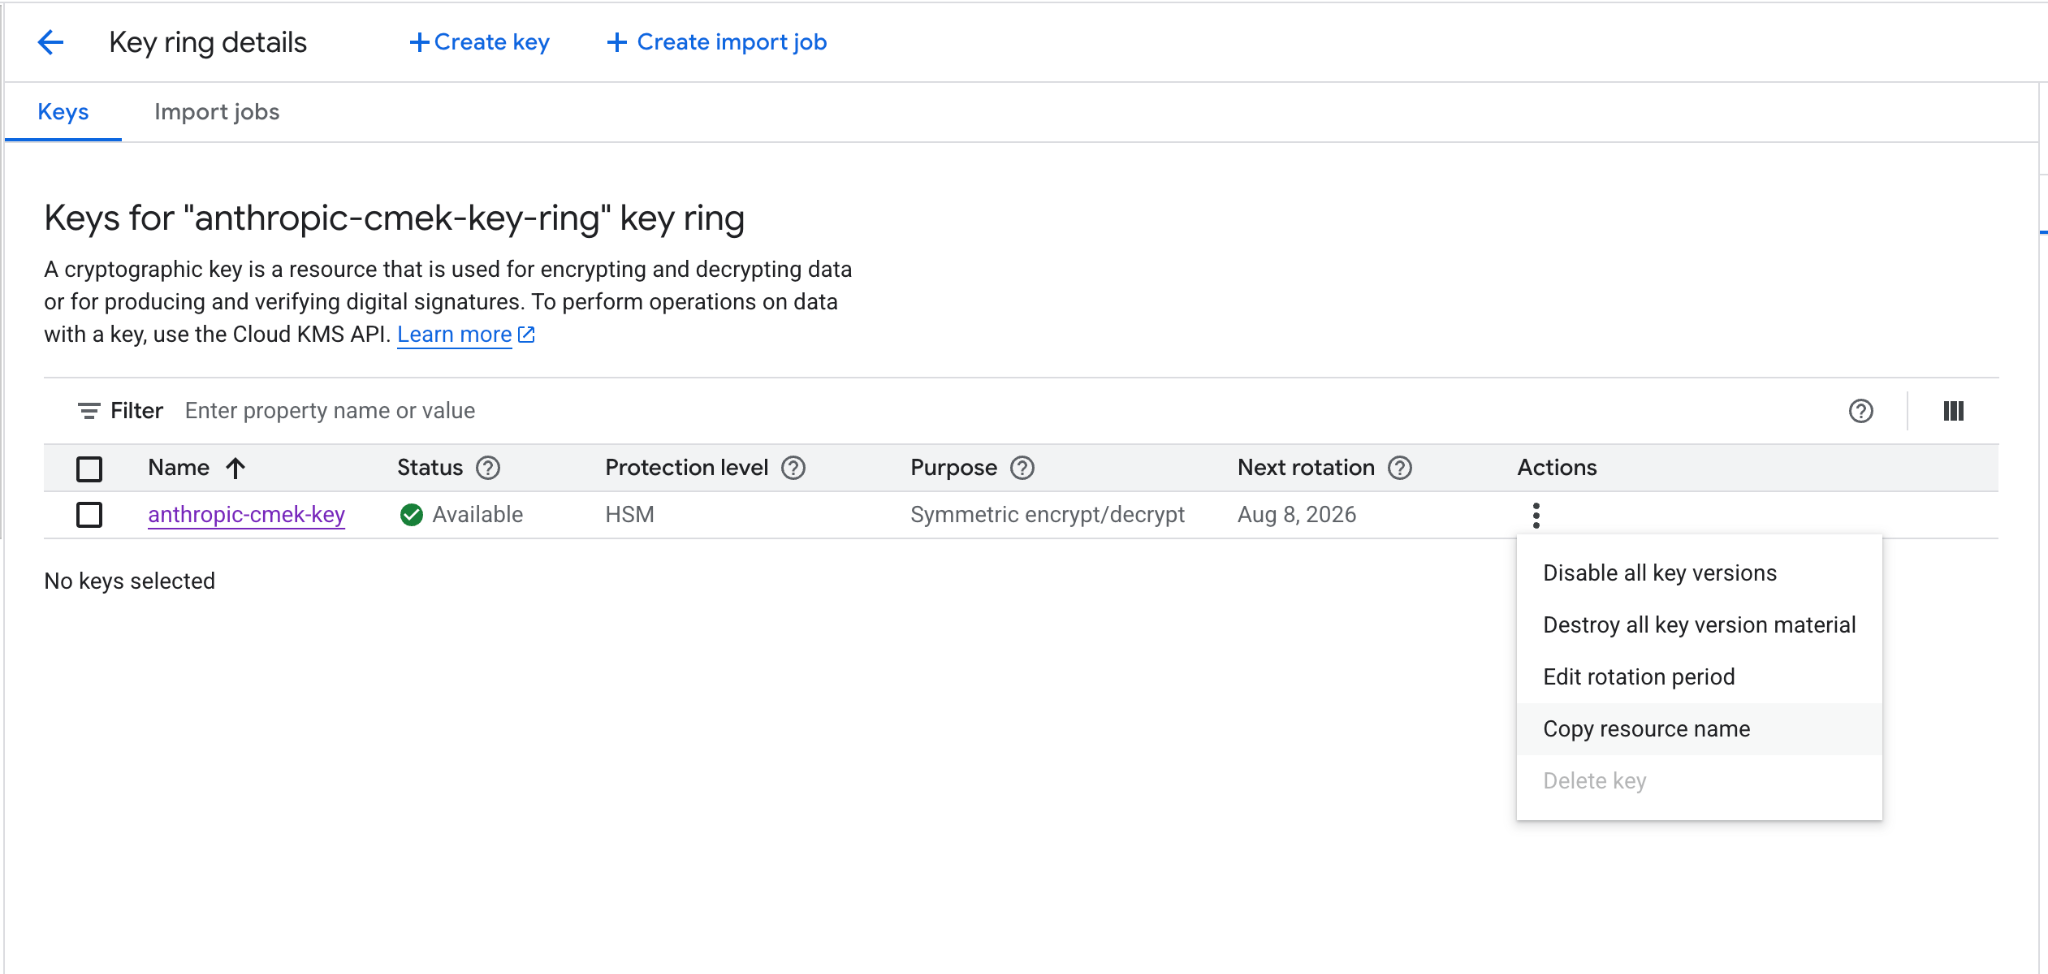 Key ring details
Create key
Create import job
Keys
Import jobs
Keys for "anthropic-cmek-key-ring" key ring
A cryptographic key is a resource that is used for encrypting and decrypting data
or for producing and verifying digital signatures. To perform operations on data
with a key, use the Cloud KMS API. Learn more
Filter Enter property name or value
Name Status Protection level Purpose Next rotation Actions
anthropic-cmek-key Available HSM Symmetric encrypt/decrypt Aug 8, 2026
No keys selected
Disable all key versions
Destroy all key version material
Edit rotation period
Copy resource name
Delete key